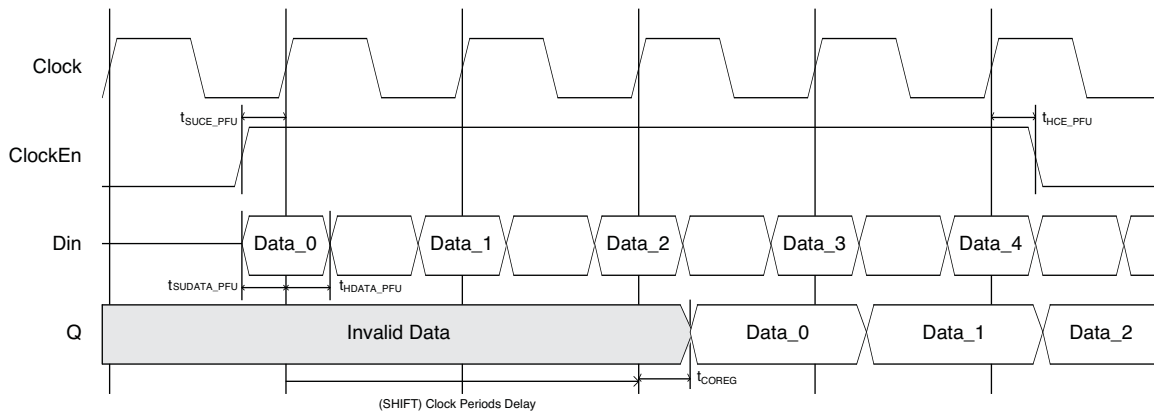 Clock
tSUCE_PFU
tHCE_PFU
ClockEn
Din
Data_0
Data_1
Data_2
Data_3
Data_4
tSUDATA_PFU
tHDATA_PFU
Q
Invalid Data
Data_0
Data_1
Data_2
tCOREG
(SHIFT) Clock Periods Delay